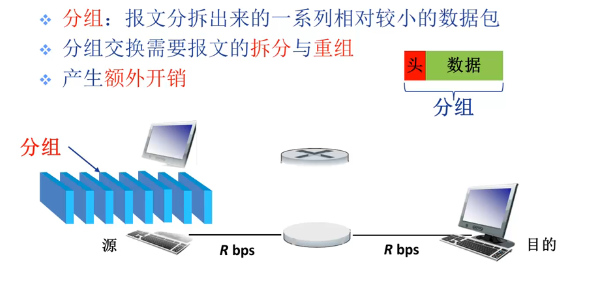 分组：报文分拆出来的一系列相对较小的数据包
分组交换需要报文的拆分与重组
产生额外开销
头 数据
分组
分组
源
R bps
R bps
目的